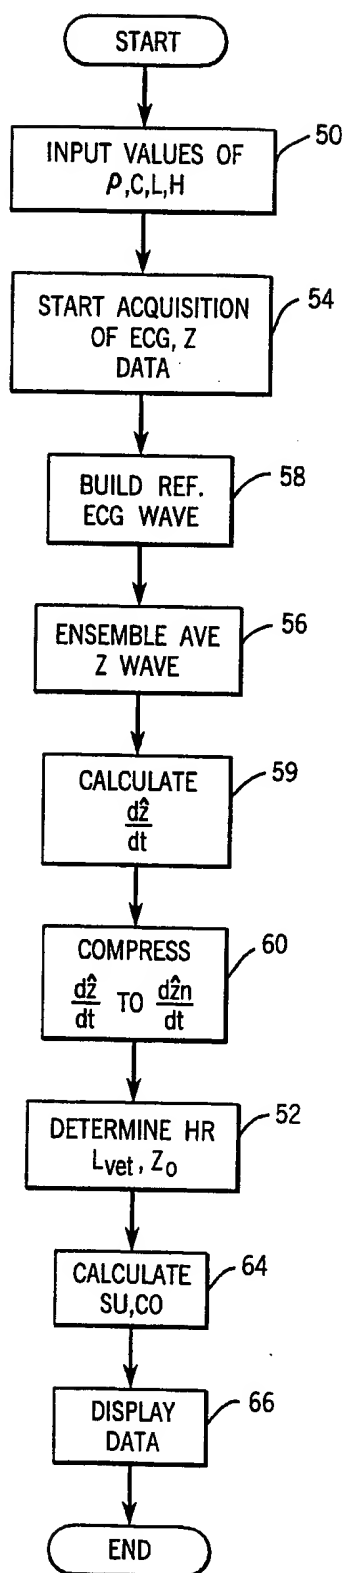 START
INPUT VALUES OF
ρ,C,L,H
50
START ACQUISITION
OF ECG, Z
DATA
54
BUILD REF.
ECG WAVE
58
ENSEMBLE AVE
Z WAVE
56
CALCULATE
dẑ
dt
59
COMPRESS
dẑ/dt TO dẑn/dt
60
DETERMINE HR
Lvet, Zo
52
CALCULATE
SU,CO
64
DISPLAY
DATA
66
END